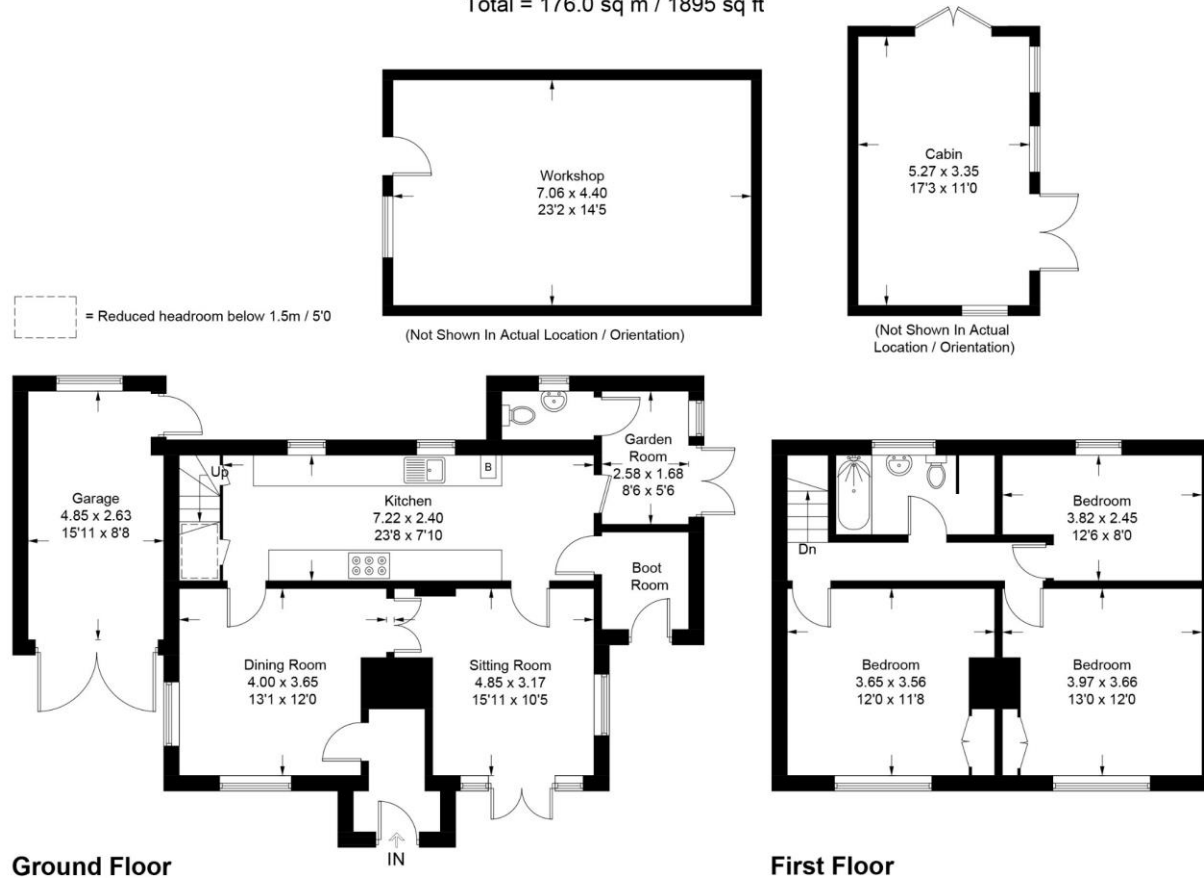 Total = 176.0 sq m / 1895 sq ft
Workshop
7.06 x 4.40
23'2 x 14'5
(Not Shown In Actual Location / Orientation)
Cabin
5.27 x 3.35
17'3 x 11'0
(Not Shown In Actual
Location / Orientation)
= Reduced headroom below 1.5m / 5'0
Garage
4.85 x 2.63
15'11 x 8'8
Up
Kitchen
7.22 x 2.40
23'8 x 7'10
B
Garden
Room
2.58 x 1.68
8'6 x 5'6
Boot
Room
Dining Room
4.00 x 3.65
13'1 x 12'0
Sitting Room
4.85 x 3.17
15'11 x 10'5
IN
Ground Floor
Dn
Bedroom
3.82 x 2.45
12'6 x 8'0
Bedroom
3.65 x 3.56
12'0 x 11'8
Bedroom
3.97 x 3.66
13'0 x 12'0
First Floor